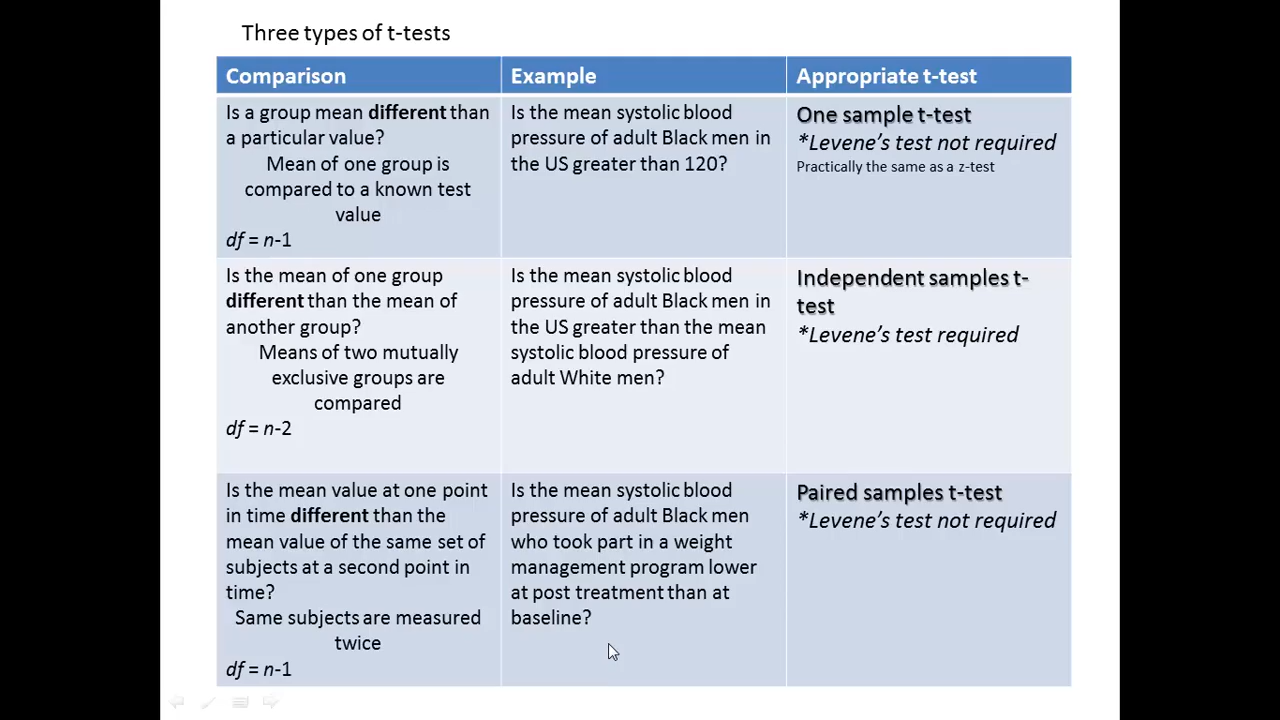 Three types of t-tests
Comparison
Example
Appropriate t-test
Is a group mean different than
a particular value?
Mean of one group is
compared to a known test
value
df = n-1
Is the mean systolic blood
pressure of adult Black men in
the US greater than 120?
One sample t-test
*Levene’s test not required
Practically the same as a z-test
Is the mean of one group
different than the mean of
another group?
Means of two mutually
exclusive groups are
compared
df = n-2
Is the mean systolic blood
pressure of adult Black men in
the US greater than the mean
systolic blood pressure of
adult White men?
Independent samples t-
test
*Levene’s test required
Is the mean value at one point
in time different than the
mean value of the same set of
subjects at a second point in
time?
Same subjects are measured
twice
df = n-1
Is the mean systolic blood
pressure of adult Black men
who took part in a weight
management program lower
at post treatment than at
baseline?
Paired samples t-test
*Levene’s test not required